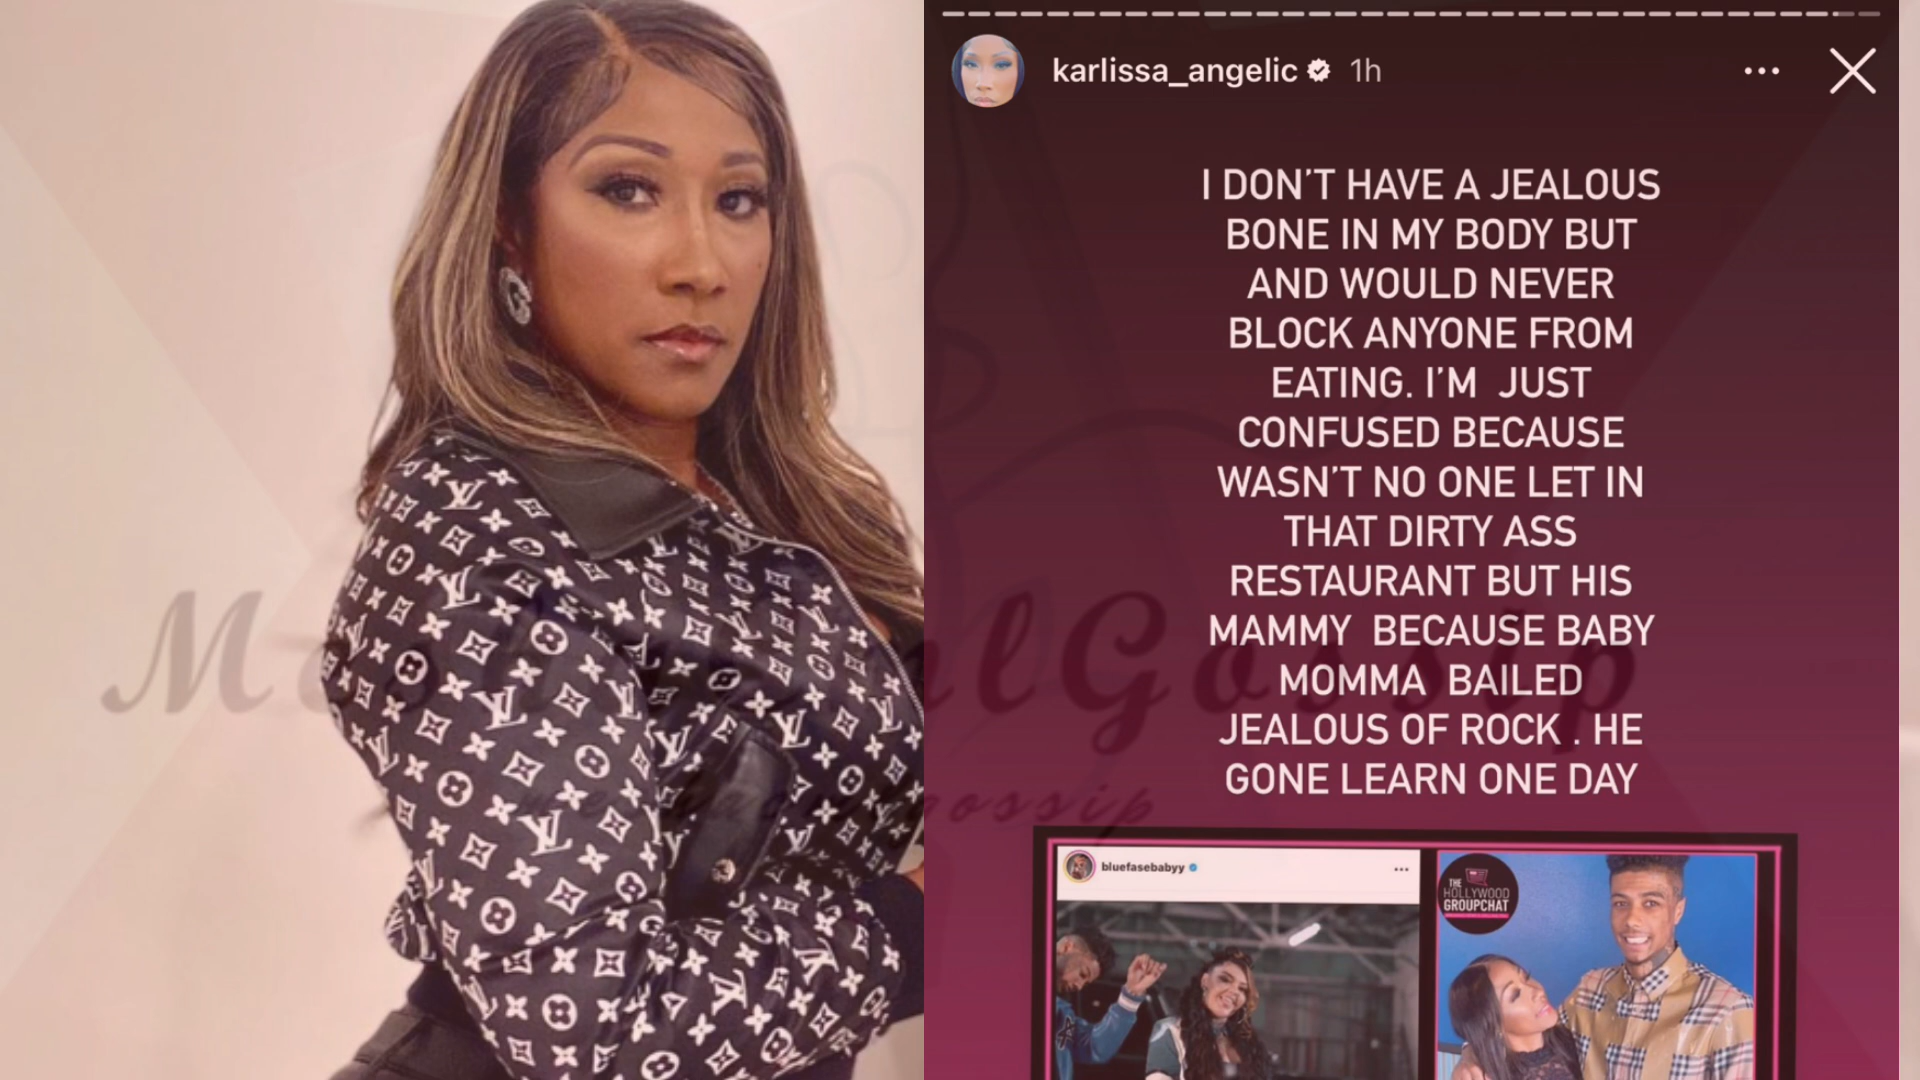 karlissa_angelic 1h
I DON'T HAVE A JEALOUS
BONE IN MY BODY BUT
AND WOULD NEVER
BLOCK ANYONE FROM
EATING. I'M JUST
CONFUSED BECAUSE
WASN'T NO ONE LET IN
THAT DIRTY ASS
RESTAURANT BUT HIS
MAMMY BECAUSE BABY
MOMMA BAILED
JEALOUS OF ROCK . HE
GONE LEARN ONE DAY
bluefasebabyy
THE
HOLLYWOOD
GROUPCHAT